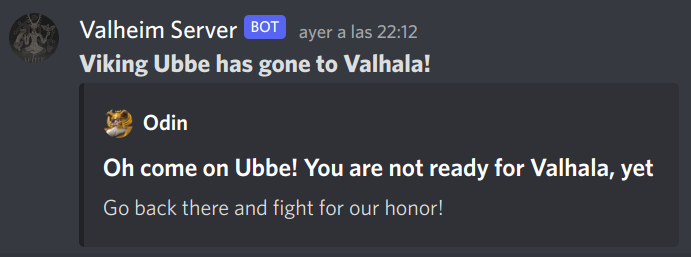 Valheim Server BOT ayer a las 22:12
Viking Ubbe has gone to Valhala!
Odin
Oh come on Ubbe! You are not ready for Valhala, yet
Go back there and fight for our honor!